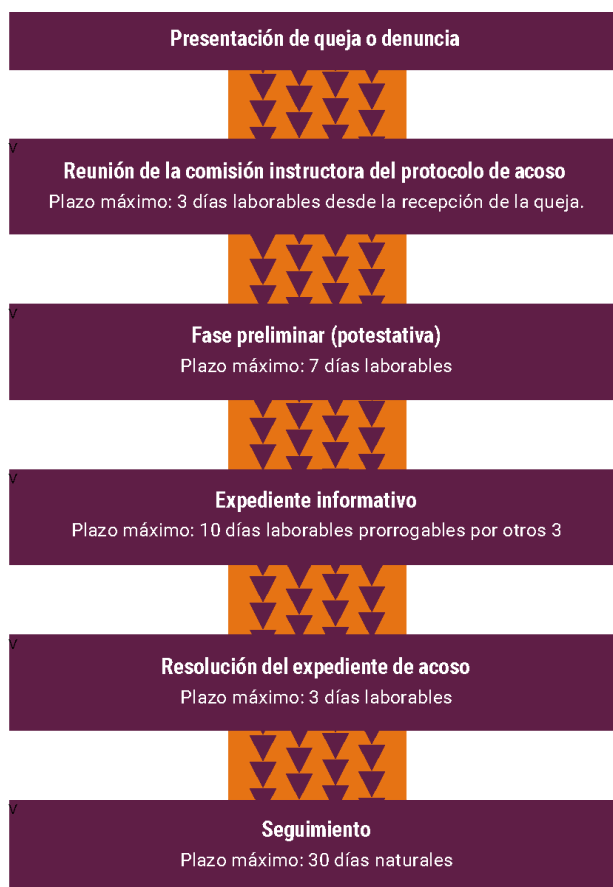 Presentación de queja o denuncia
V
Reunión de la comisión instructora del protocolo de acoso
Plazo máximo: 3 días laborables desde la recepción de la queja.
V
Fase preliminar (potestativa)
Plazo máximo: 7 días laborables
V
Expediente informativo
Plazo máximo: 10 días laborables prorrogables por otros 3
V
Resolución del expediente de acoso
Plazo máximo: 3 días laborables
V
Seguimiento
Plazo máximo: 30 días naturales